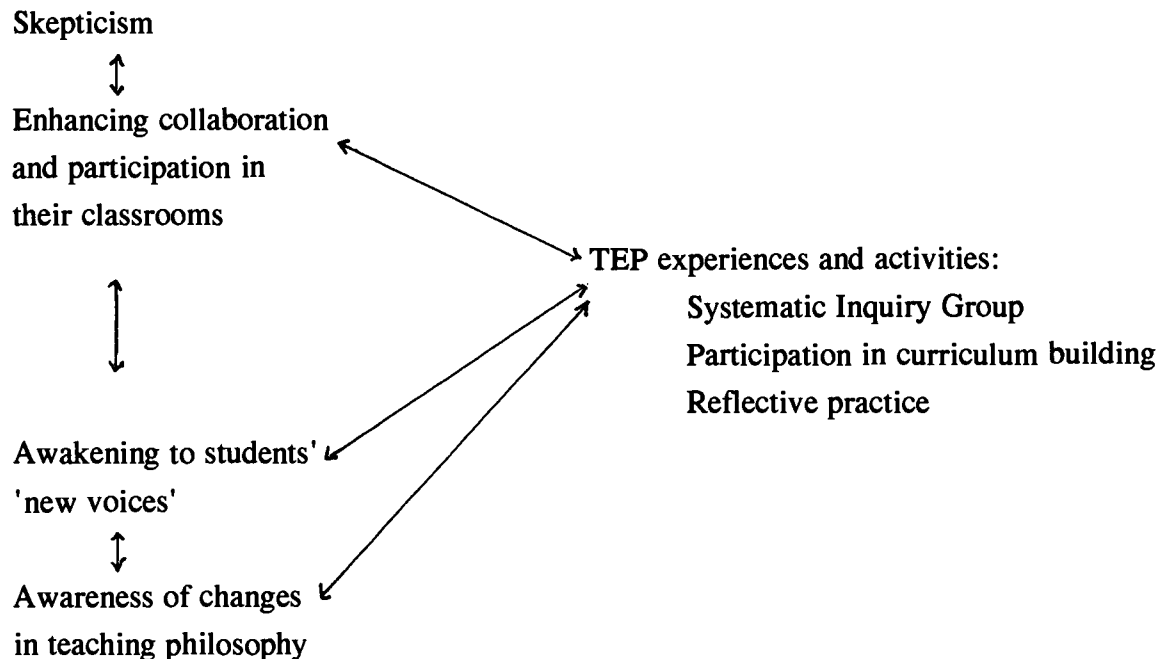 Skepticism
Enhancing collaboration
and participation in
their classrooms
TEP experiences and activities:
Systematic Inquiry Group
Participation in curriculum building
Reflective practice
Awakening to students'
'new voices'
Awareness of changes
in teaching philosophy